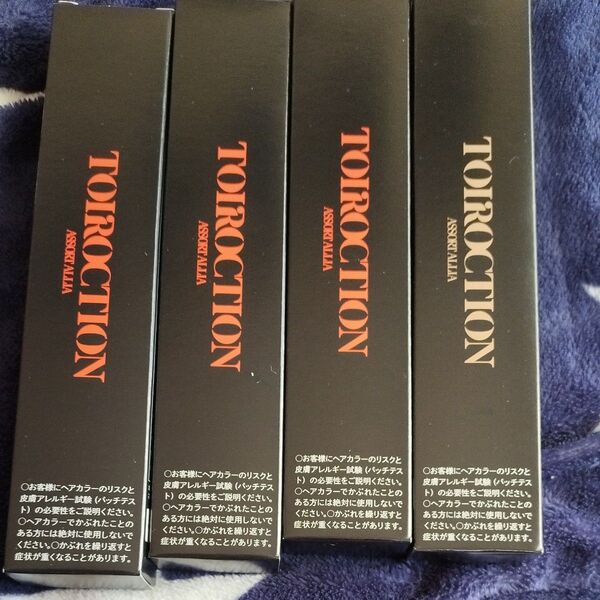 TOIROCTION
ASSORT ALIJA
○お客様にヘアカラーのリスクと
皮膚アレルギー試験(パッチテス
ト)の必要性をご説明ください。
○ヘアカラーでかぶれたことの
ある方には絶対に使用しないで
ください。○かぶれを繰り返すと
症状が重くなることがあります。
TOIROCTION
ASSORT ALIJA
○お客様にヘアカラーのリスクと
皮膚アレルギー試験(パッチテス
ト)の必要性をご説明ください。
○ヘアカラーでかぶれたことの
ある方には絶対に使用しないで
ください。○かぶれを繰り返すと
症状が重くなることがあります。
TOIROCTION
ASSORT ALIJA
○お客様にヘアカラーのリスクと
皮膚アレルギー試験(パッチテス
ト)の必要性をご説明ください。
○ヘアカラーでかぶれたことの
ある方には絶対に使用しないで
ください。○かぶれを繰り返すと
症状が重くなることがあります。
TOIROCTION
ASSORT ALIJA
○お客様にヘアカラーのリスクと
皮膚アレルギー試験(パッチテス
ト)の必要性をご説明ください。
○ヘアカラーでかぶれたことの
ある方には絶対に使用しないで
ください。○かぶれを繰り返すと
症状が重くなることがあります。